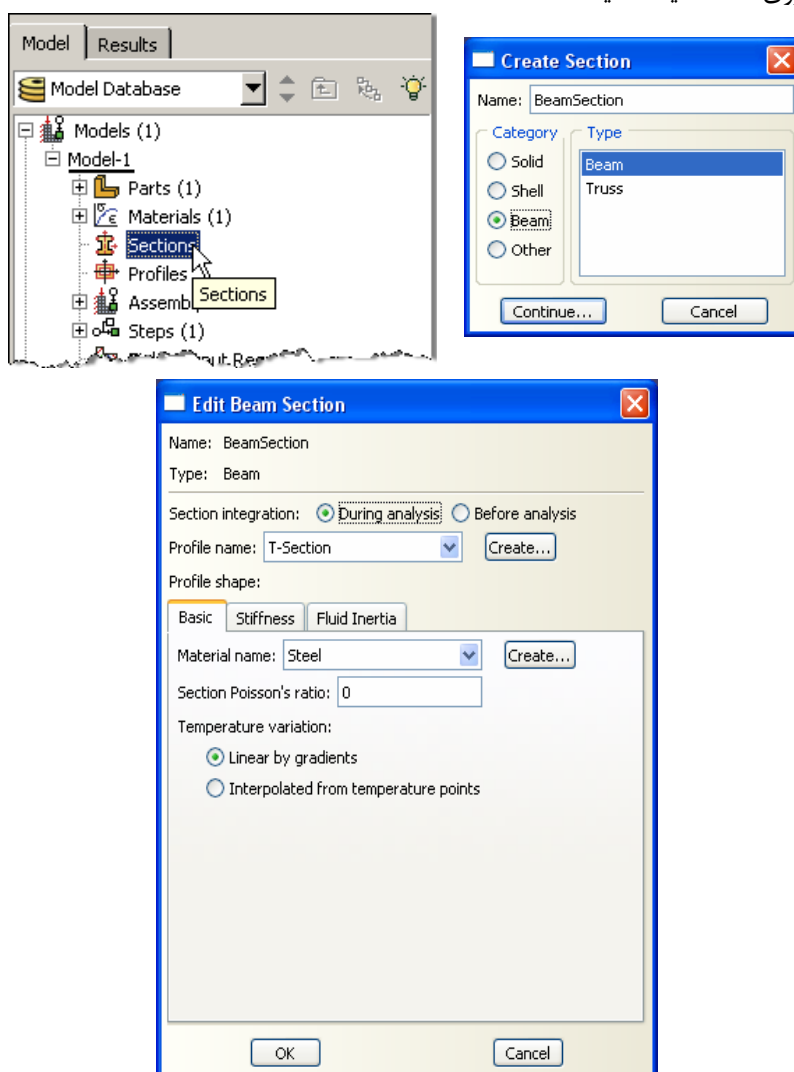 Model Results
Model Database
Models (1)
Model-1
Parts (1)
Materials (1)
Sections
Profiles
Sections
Steps (1)
Create Section
Name: BeamSection
Category Type
Solid
Shell
Beam
Other
Beam
Truss
Continue... Cancel
Edit Beam Section
Name: BeamSection
Type: Beam
Section integration: During analysis Before analysis
Profile name: T-Section Create...
Profile shape:
Basic Stiffness Fluid Inertia
Material name: Steel Create...
Section Poisson's ratio: 0
Temperature variation:
Linear by gradients
Interpolated from temperature points
OK Cancel